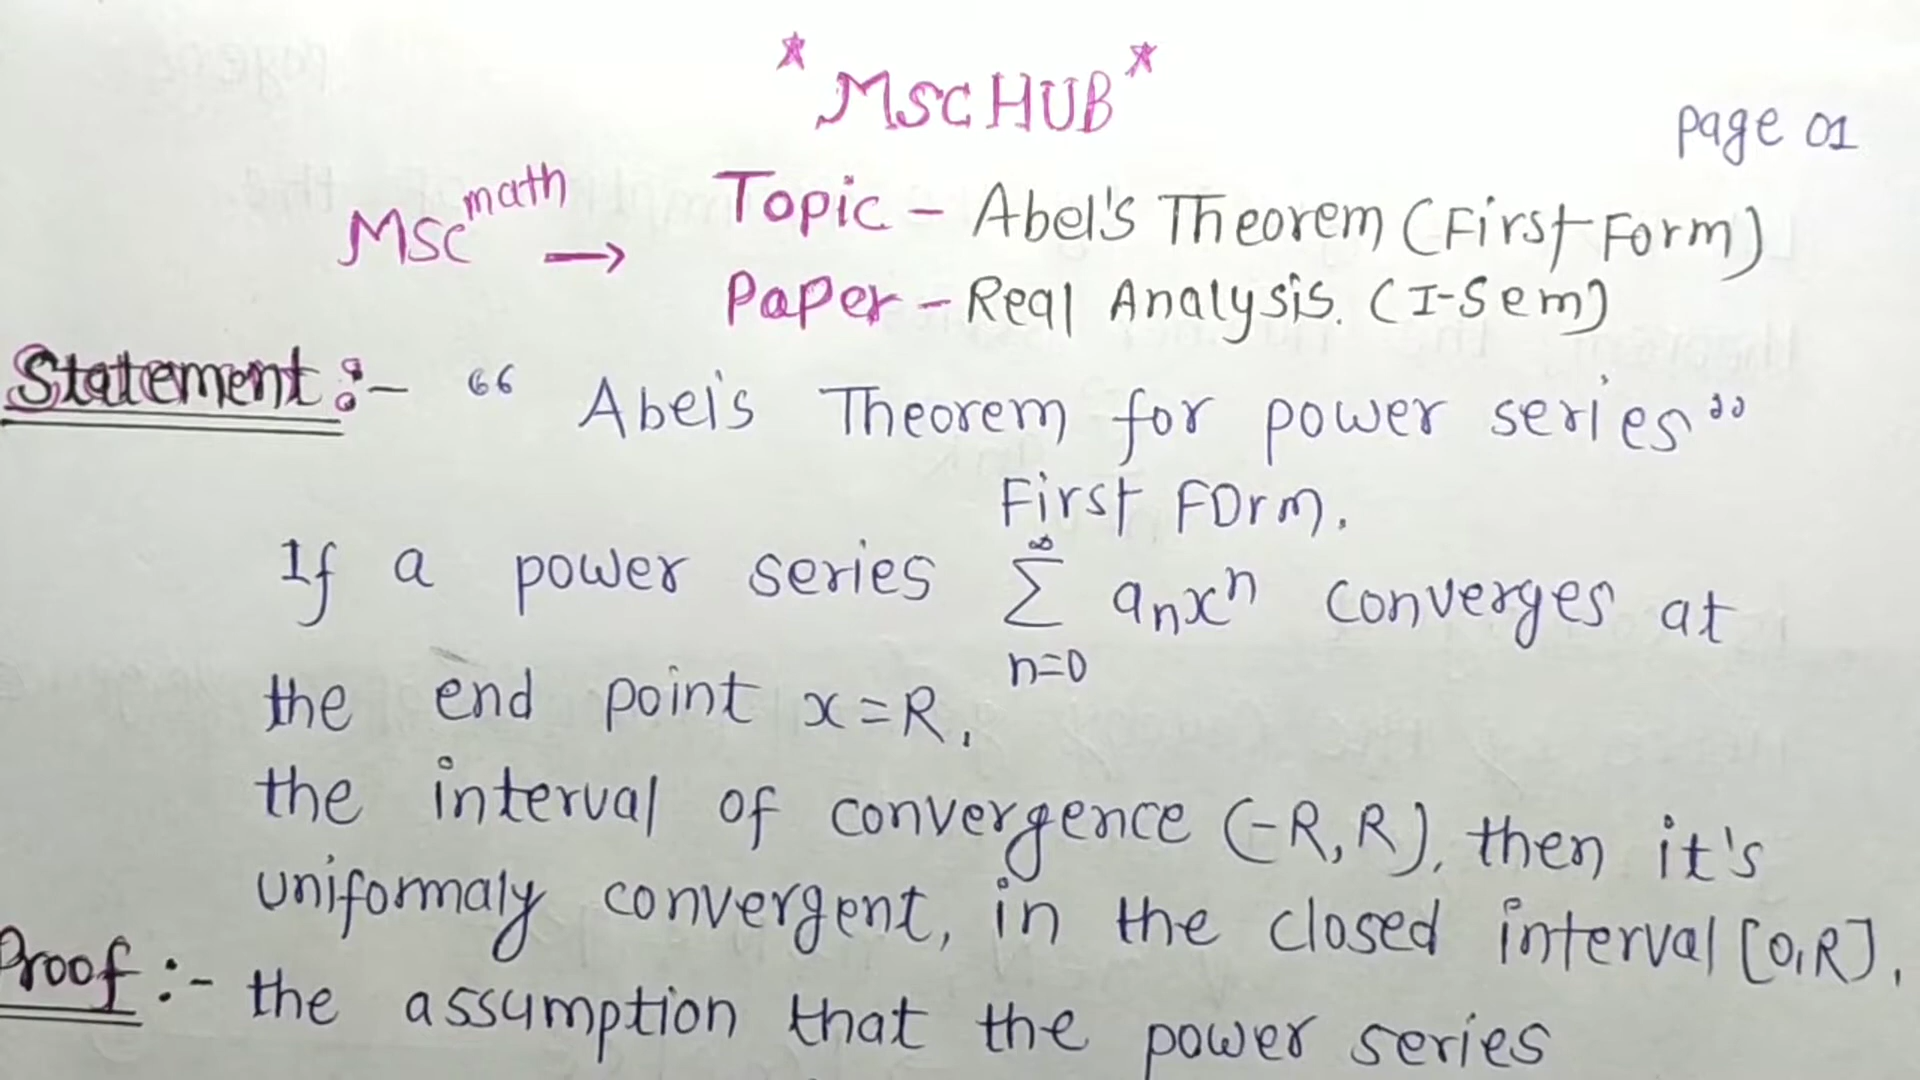 * MSC HUB *
page 01
MSC math → Topic - Abel's Theorem (First Form)
Paper - Real Analysis. (I-Sem)
Statement :- “ Abel's Theorem for power series ”
First Form.
If a power series ∑_{n=0}^{∞} aₙxⁿ converges at
the end point x = R,
the interval of convergence (-R, R), then it's
uniformaly convergent, in the closed interval [0,R],
Proof :- the assumption that the power series